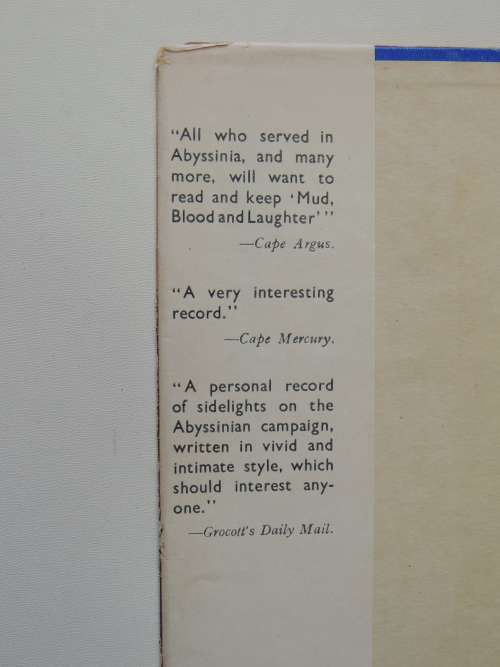 “All who served in
Abyssinia, and many
more, will want to
read and keep ‘Mud,
Blood and Laughter’ ”
—Cape Argus.
“A very interesting
record.”
—Cape Mercury.
“A personal record
of sidelights on the
Abyssinian campaign,
written in vivid and
intimate style, which
should interest any-
one.”
—Grocott's Daily Mail.